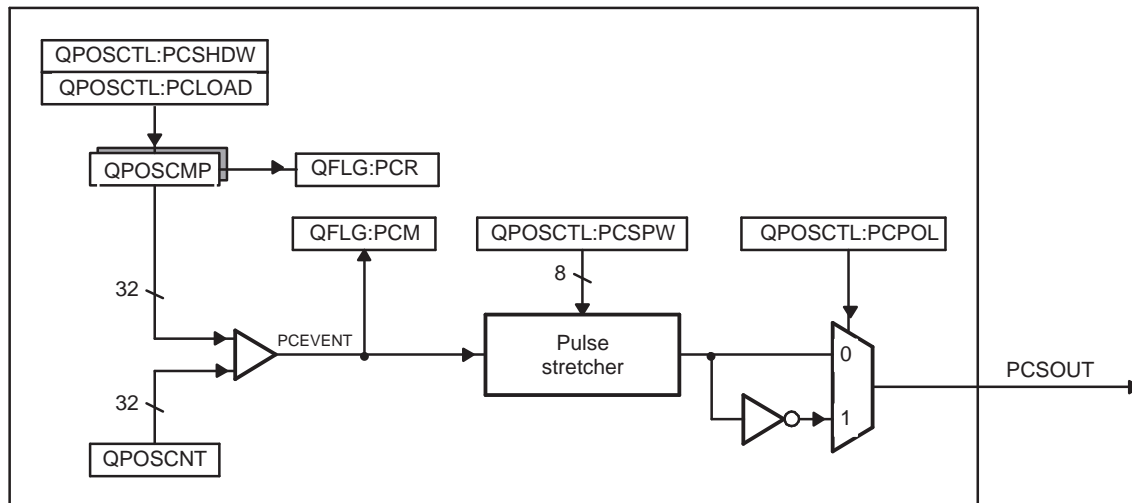 QPOSCTL:PCSHDW
QPOSCTL:PCLOAD
QPOSCMP
QFLG:PCR
QFLG:PCM
QPOSCTL:PCSPW
QPOSCTL:PCPOL
32
8
PCEVENT
Pulse
stretcher
0
PCSOUT
32
1
QPOSCNT